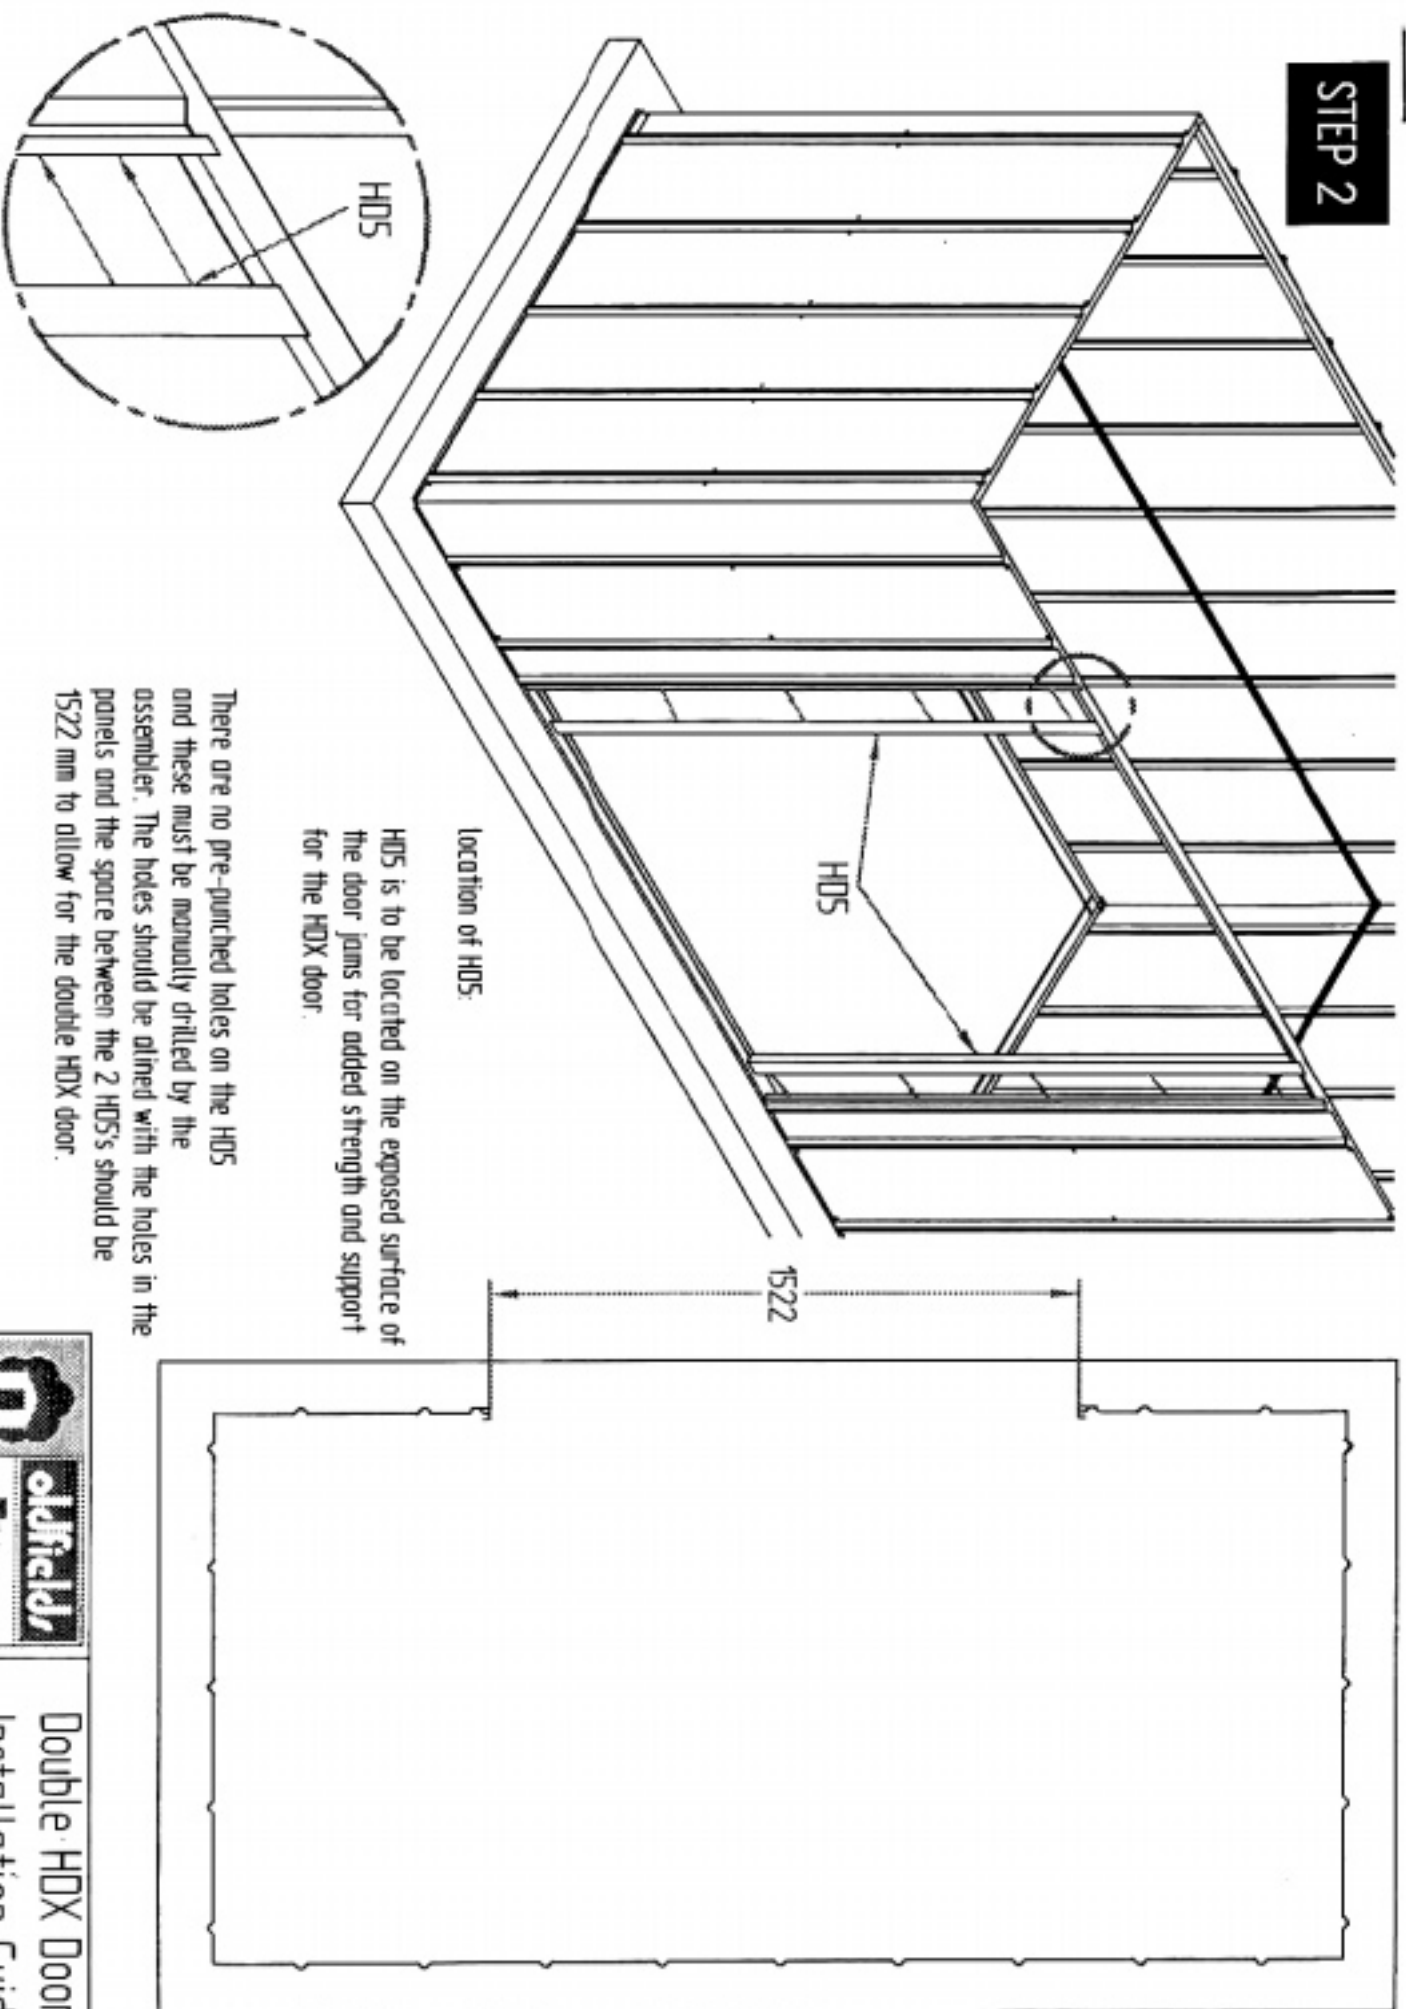 STEP 2
HD5
HD5
location of HD5:
HD5 is to be located on the exposed surface of
the door jams for added strength and support
for the HDX door.
There are no pre-punched holes on the HD5
and these must be manually drilled by the
assembler. The holes should be alined with the holes in the
panels and the space between the 2 HD5's should be
1522 mm to allow for the double HDX door.
1522
oldfields
Double HDX Door